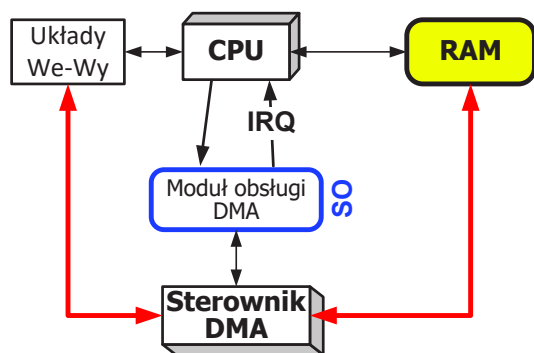 Układy
We-Wy
CPU
RAM
IRQ
Moduł obsługi
DMA
SO
Sterownik
DMA